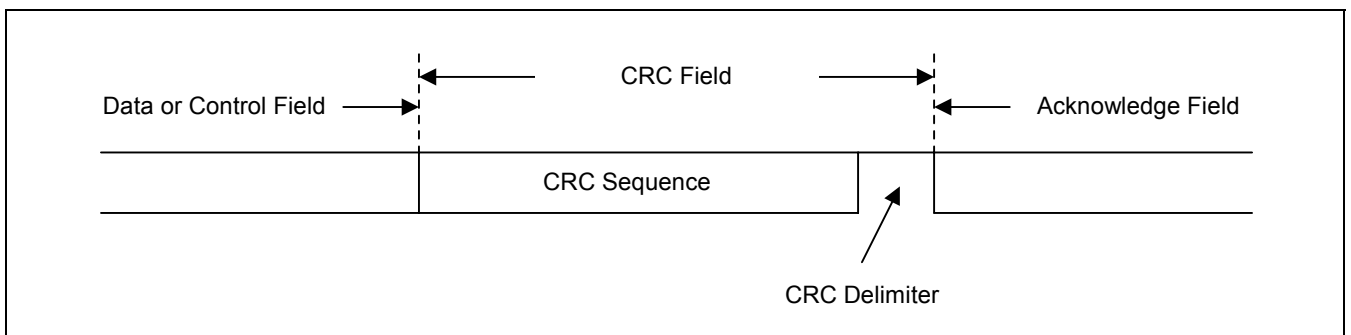 CRC Field
Data or Control Field
Acknowledge Field
CRC Sequence
CRC Delimiter